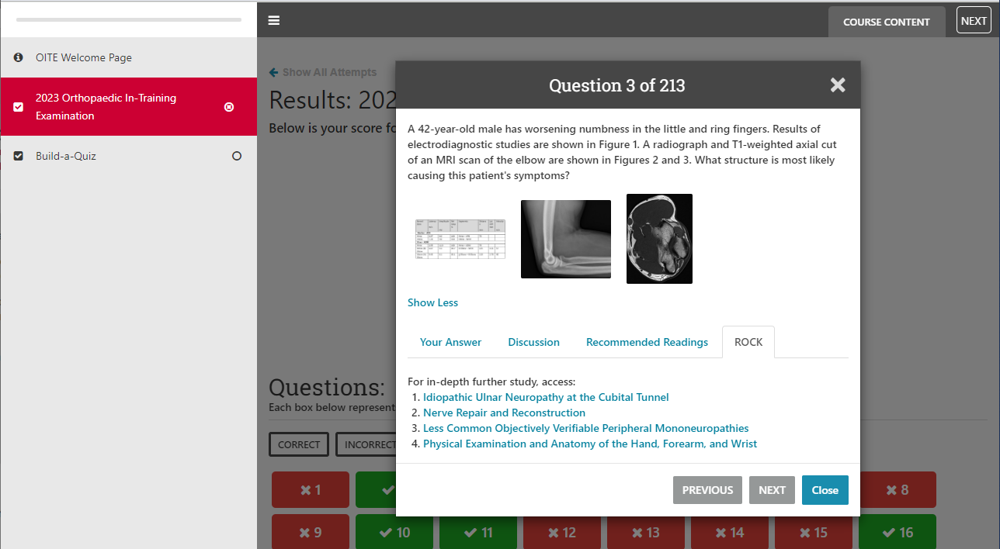 COURSE CONTENT
NEXT
OITE Welcome Page
2023 Orthopaedic In-Training
Examination
Build-a-Quiz
Show All Attempts
Results: 202
Below is your score fo
Question 3 of 213
A 42-year-old male has worsening numbness in the little and ring fingers. Results of
electrodiagnostic studies are shown in Figure 1. A radiograph and T1-weighted axial cut
of an MRI scan of the elbow are shown in Figures 2 and 3. What structure is most likely
causing this patient's symptoms?
Show Less
Your Answer
Discussion
Recommended Readings
ROCK
For in-depth further study, access:
1. Idiopathic Ulnar Neuropathy at the Cubital Tunnel
2. Nerve Repair and Reconstruction
3. Less Common Objectively Verifiable Peripheral Mononeuropathies
4. Physical Examination and Anatomy of the Hand, Forearm, and Wrist
PREVIOUS
NEXT
Close
Questions:
Each box below represent
CORRECT
INCORRECT
1
8
9
10
11
12
13
14
15
16